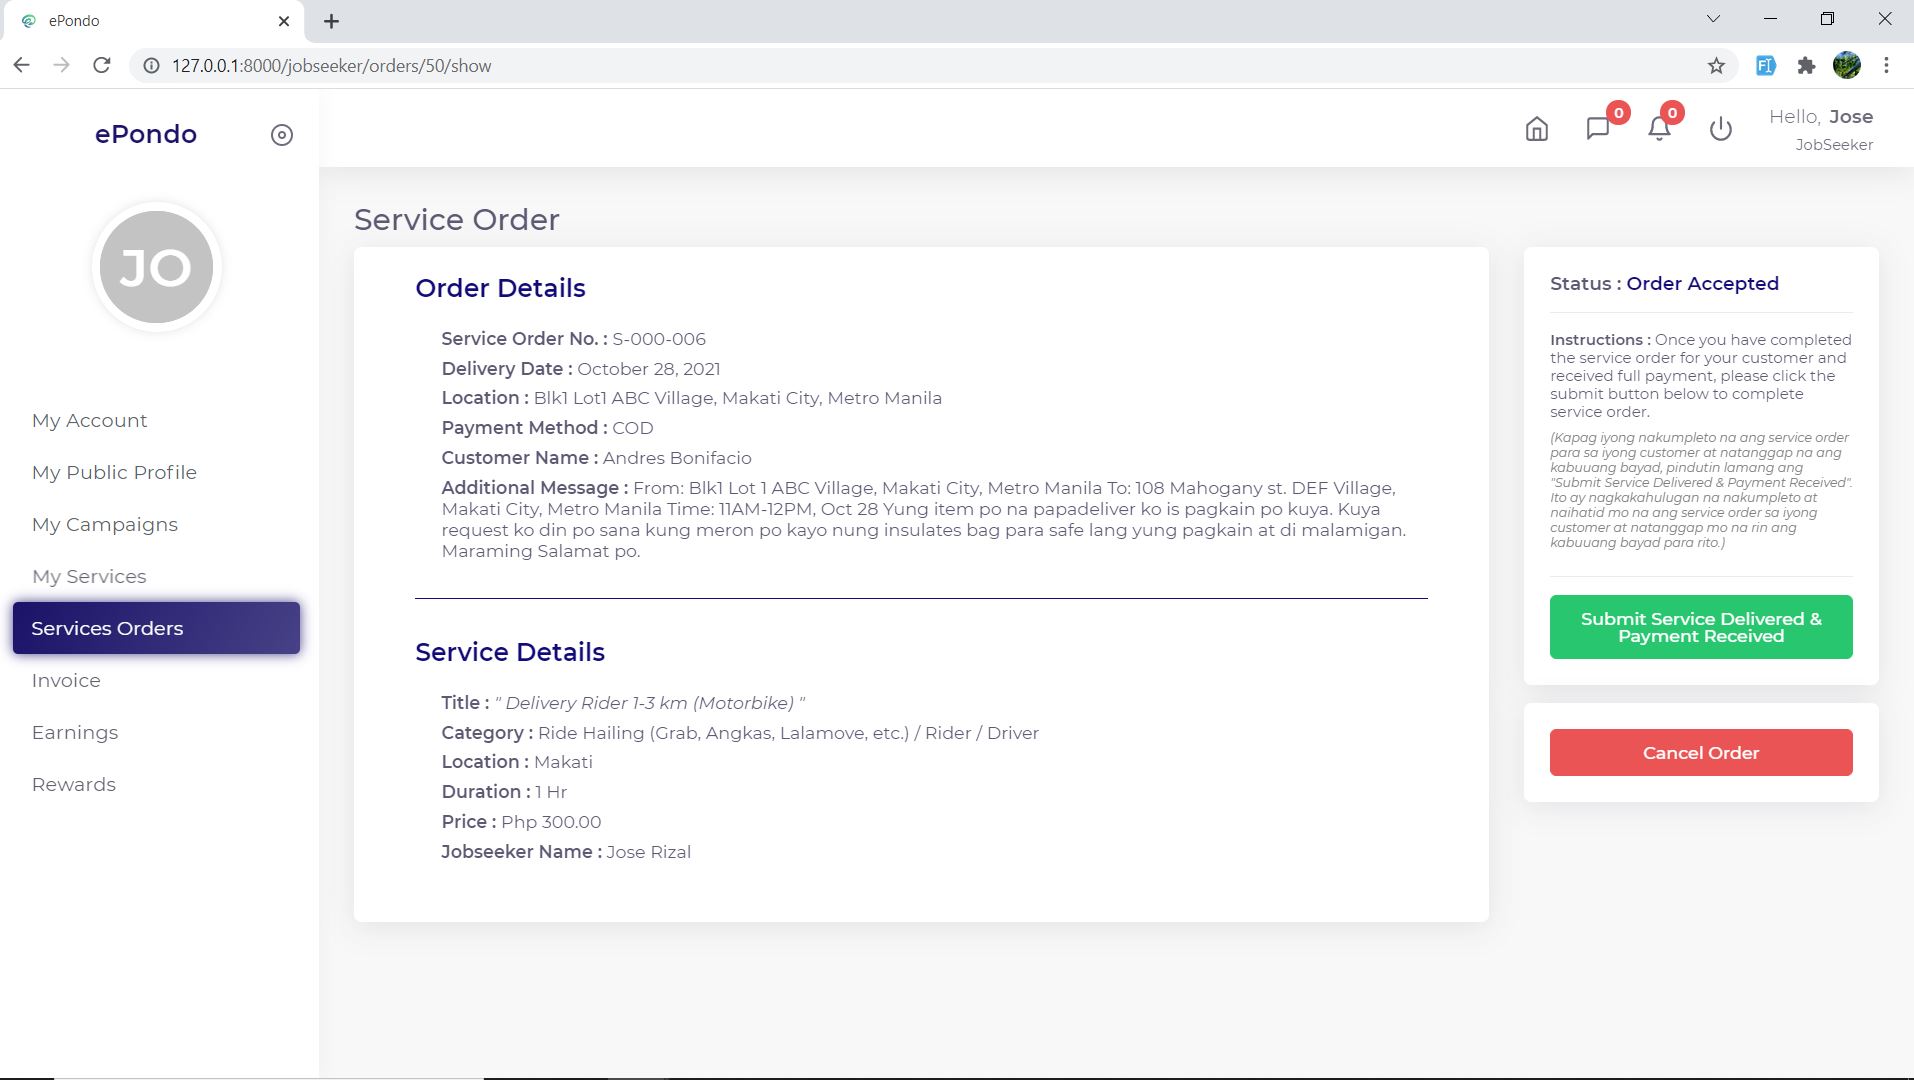 ePondo
127.0.0.1:8000/jobseeker/orders/50/show
ePondo
0
0
Hello, Jose
JobSeeker
JO
My Account
My Public Profile
My Campaigns
My Services
Services Orders
Invoice
Earnings
Rewards
Service Order
Order Details
Service Order No. : S-000-006
Delivery Date : October 28, 2021
Location : Blk1 Lot1 ABC Village, Makati City, Metro Manila
Payment Method : COD
Customer Name : Andres Bonifacio
Additional Message : From: Blk1 Lot 1 ABC Village, Makati City, Metro Manila To: 108 Mahogany st. DEF Village,
Makati City, Metro Manila Time: 11AM-12PM, Oct 28 Yung item po na papadeliver ko is pagkain po kuya. Kuya
request ko din po sana kung meron po kayo nung insulates bag para safe lang yung pagkain at di malamigan.
Maraming Salamat po.
Service Details
Title : " Delivery Rider 1-3 km (Motorbike) "
Category : Ride Hailing (Grab, Angkas, Lalamove, etc.) / Rider / Driver
Location : Makati
Duration : 1 Hr
Price : Php 300.00
Jobseeker Name : Jose Rizal
Status : Order Accepted
Instructions : Once you have completed
the service order for your customer and
received full payment, please click the
submit button below to complete
service order.
(Kapag iyong nakumpleto na ang service order
para sa iyong customer at natanggap na ang
kabuuang bayad, pindutin lamang ang
"Submit Service Delivered & Payment Received".
Ito ay nagkakahulugan na nakumpleto at
naihatid mo na ang service order sa iyong
customer at natanggap mo na rin ang
kabuuang bayad para rito.)
Submit Service Delivered &
Payment Received
Cancel Order